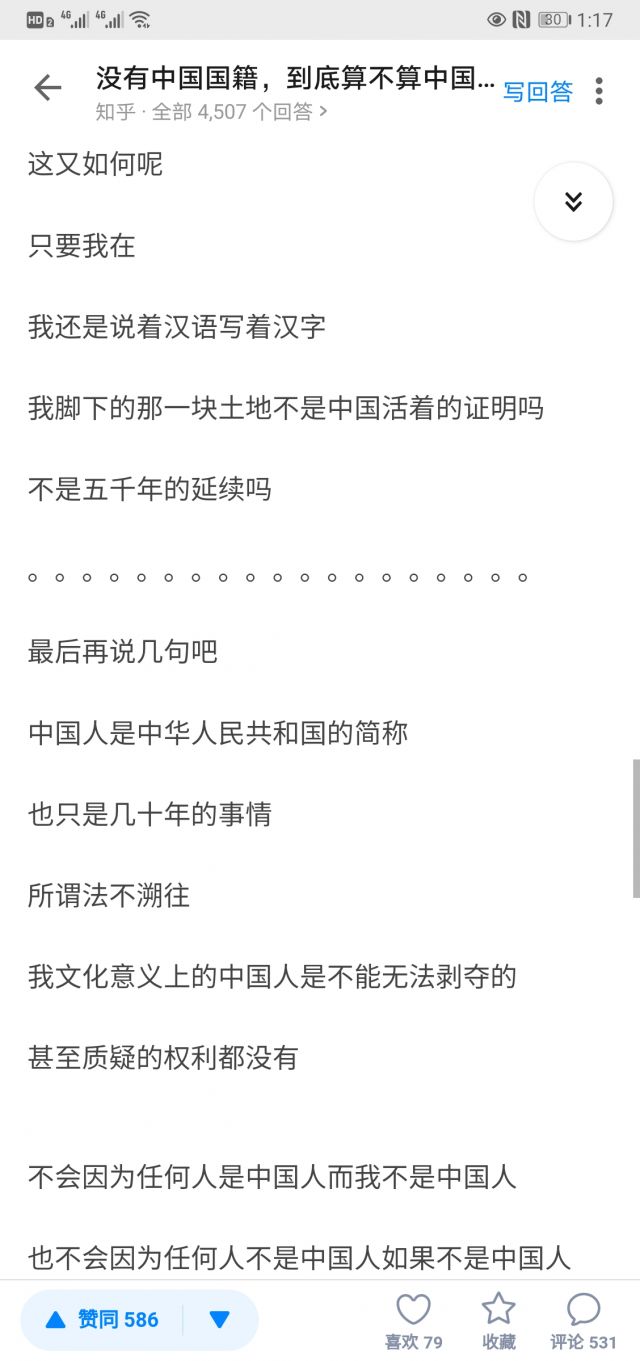 HD 2 4G 4G 80 1:17
没有中国国籍，到底算不算中国... 写回答
知乎 · 全部 4,507 个回答 >
这又如何呢
只要我在
我还是说着汉语写着汉字
我脚下的那一块土地不是中国活着的证明吗
不是五千年的延续吗
。。。。。。。。。。。。。。。。。。。
最后再说几句吧
中国人是中华人民共和国的简称
也只是几十年的事情
所谓法不溯往
我文化意义上的中国人是不能无法剥夺的
甚至质疑的权利都没有
不会因为任何人是中国人而我不是中国人
也不会因为任何人不是中国人如果不是中国人
赞同 586
喜欢 79 收藏 评论 531